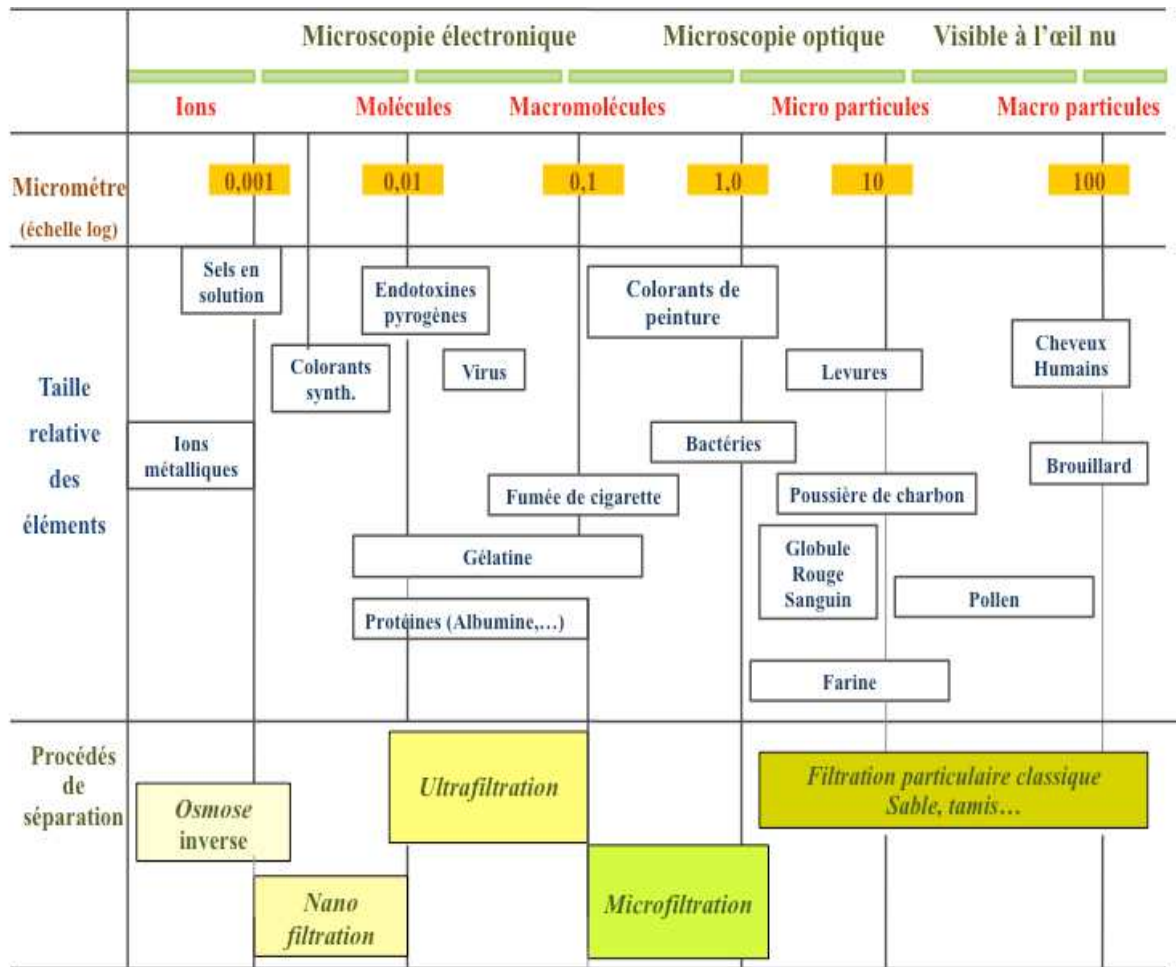 Microscopie électronique
Microscopie optique
Visible à l'œil nu
Ions
Molécules
Macromolécules
Micro particules
Macro particules
Micrométre
(échelle log)
0,001
0,01
0,1
1,0
10
100
Taille
relative
des
éléments
Sels en
solution
Endotoxines
pyrogènes
Colorants de
peinture
Colorants
synth.
Virus
Levures
Cheveux
Humains
Ions
métalliques
Bactéries
Brouillard
Fumée de cigarette
Poussière de charbon
Gélatine
Globule
Rouge
Sanguin
Pollen
Protéines (Albumine,…)
Farine
Procédés
de
séparation
Osmose
inverse
Ultrafiltration
Filtration particulaire classique
Sable, tamis…
Nano
filtration
Microfiltration